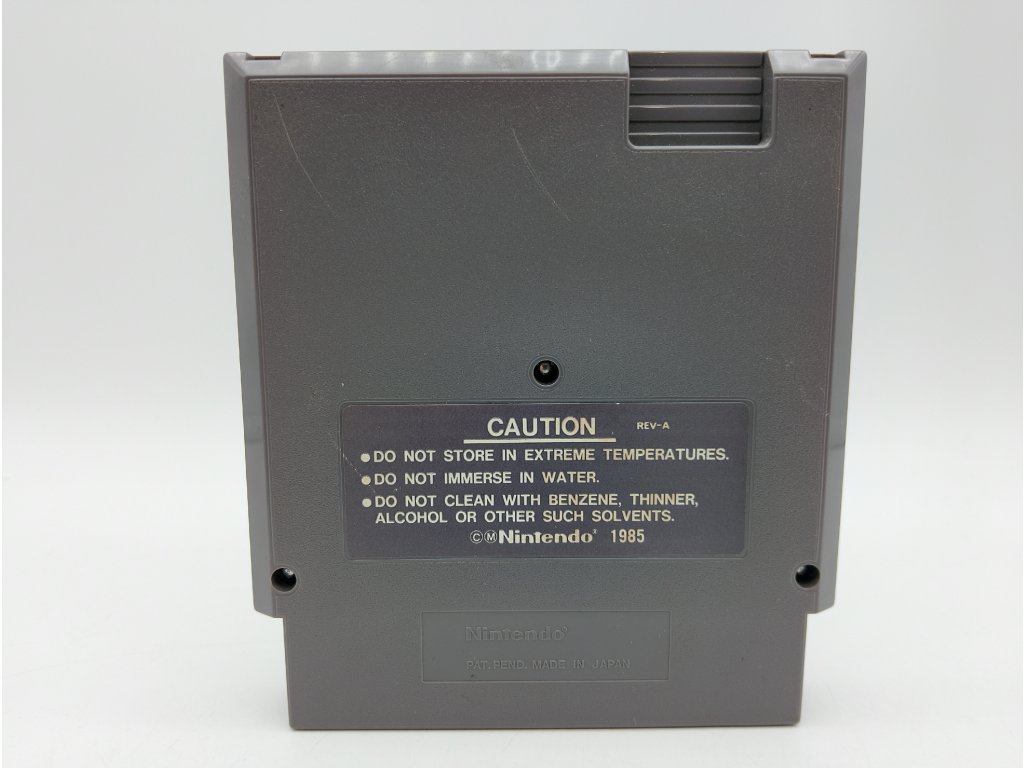 CAUTION REV-A
●DO NOT STORE IN EXTREME TEMPERATURES.
●DO NOT IMMERSE IN WATER.
●DO NOT CLEAN WITH BENZENE, THINNER,
ALCOHOL OR OTHER SUCH SOLVENTS.
©ⓂNintendo® 1985
Nintendo®
PAT. PEND. MADE IN JAPAN